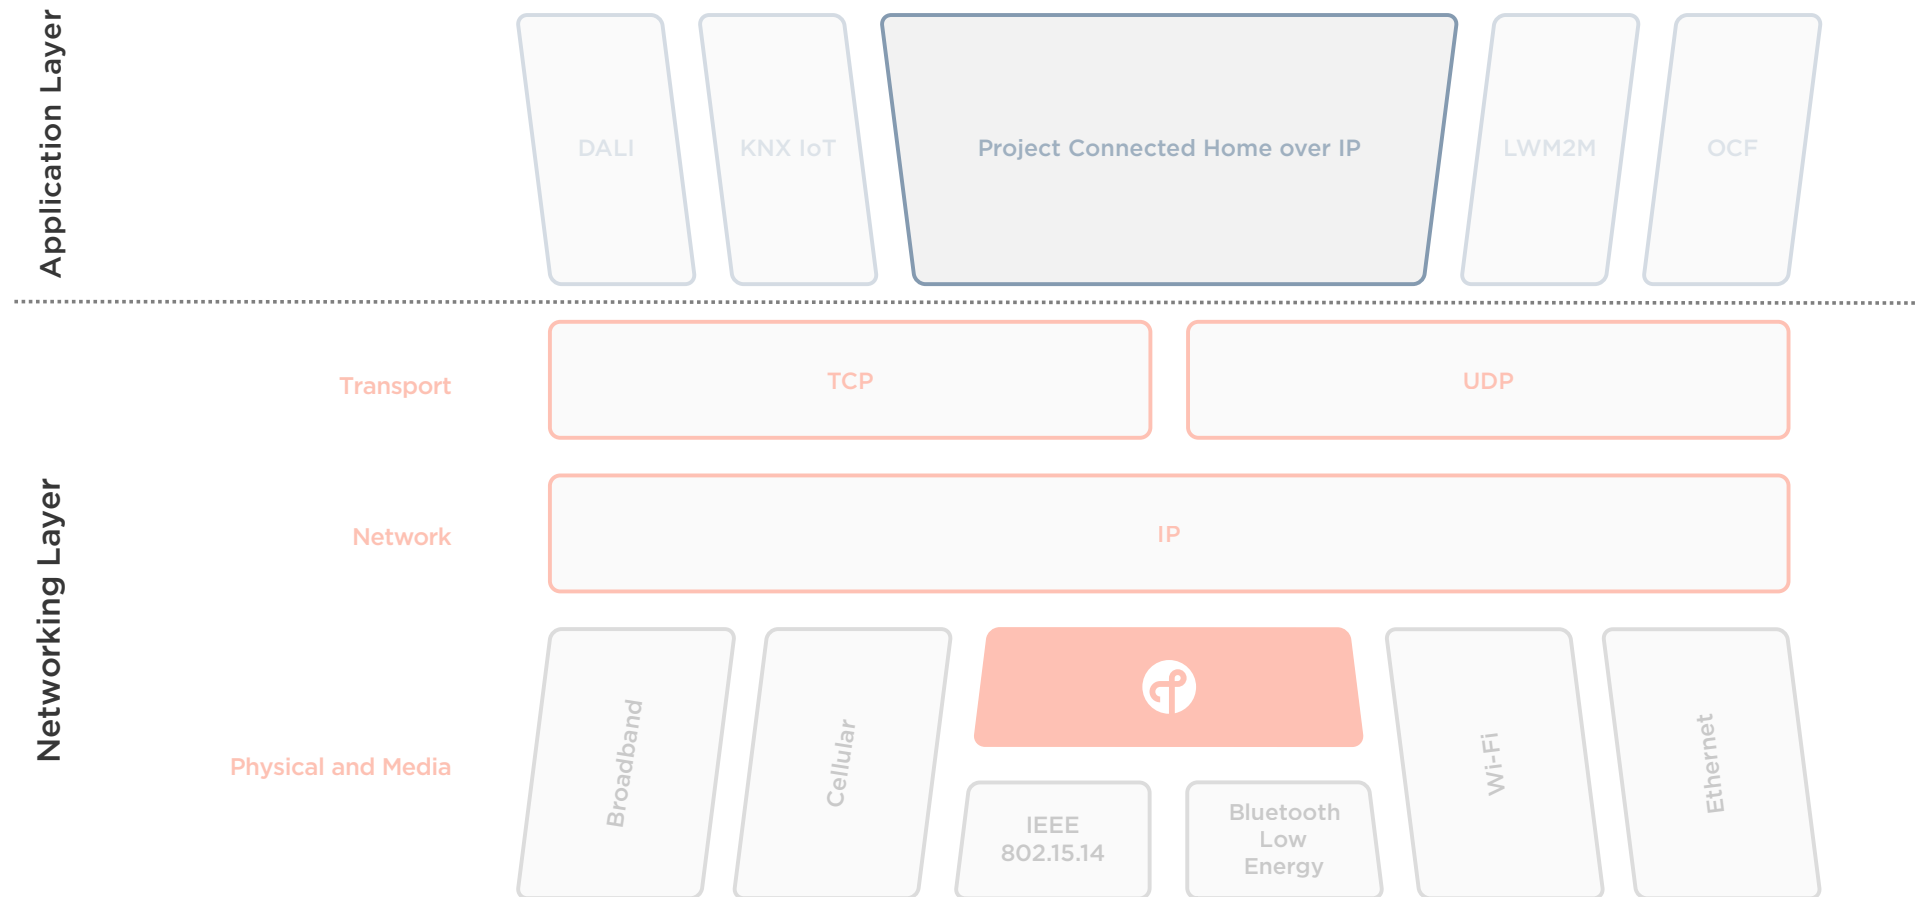 Application Layer
DALI
KNX IoT
Project Connected Home over IP
LWM2M
OCF
Networking Layer
Transport
TCP
UDP
Network
IP
Physical and Media
Broadband
Cellular
IEEE
802.15.14
Bluetooth
Low
Energy
Wi-Fi
Ethernet